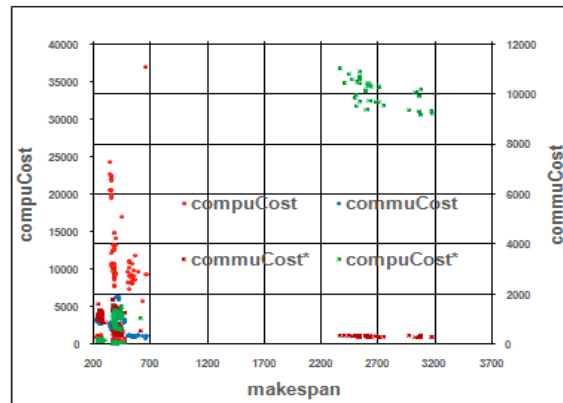 40000 12000
35000 10000
30000
25000 8000
20000 6000
compuCost commuCost
15000
commuCost* compuCost* 4000
10000
5000 2000
0 0
200 700 1200 1700 2200 2700 3200 3700
makespan
compuCost
commuCost